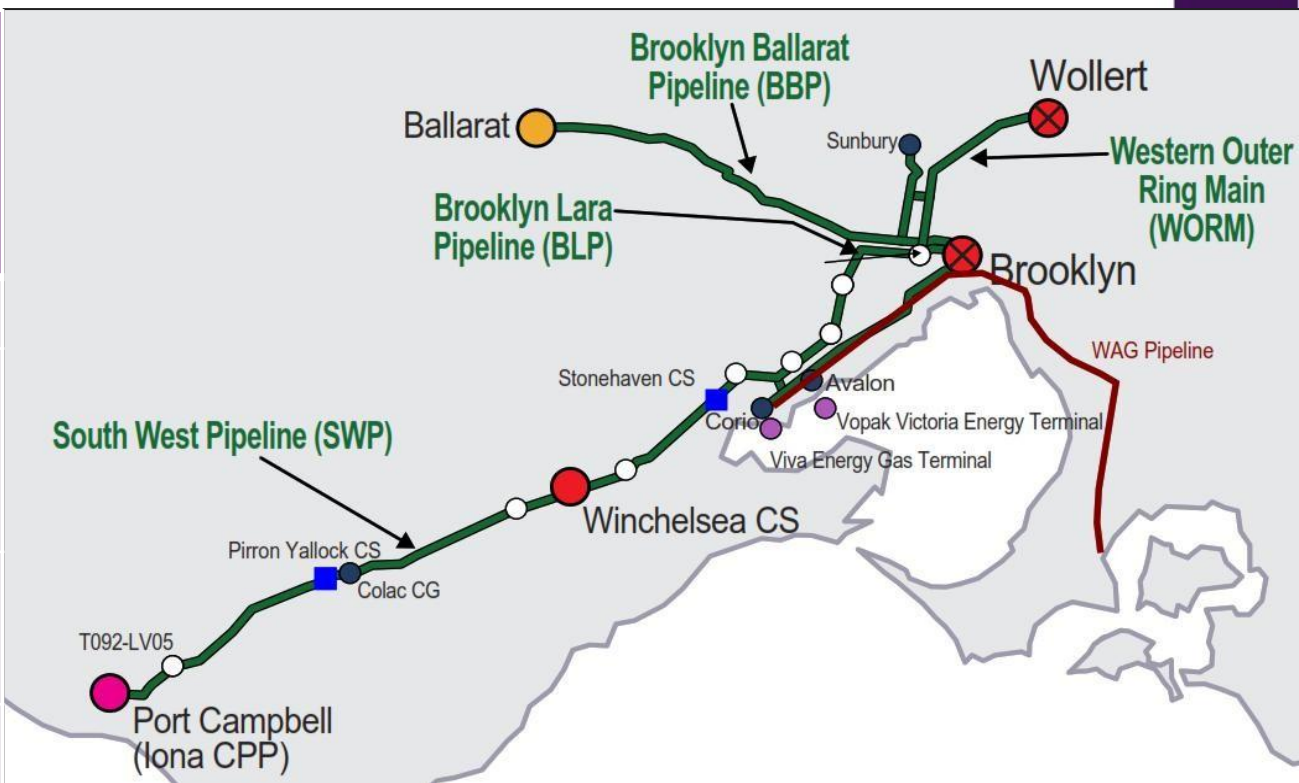 Brooklyn Ballarat
Pipeline (BBP)
Wollert
Ballarat
Sunbury
Western Outer
Ring Main
(WORM)
Brooklyn Lara
Pipeline (BLP)
Brooklyn
WAG Pipeline
Stonehaven CS
Avalon
Corio
Vopak Victoria Energy Terminal
South West Pipeline (SWP)
Viva Energy Gas Terminal
Winchelsea CS
Pirron Yallock CS
Colac CG
T092-LV05
Port Campbell
(Iona CPP)